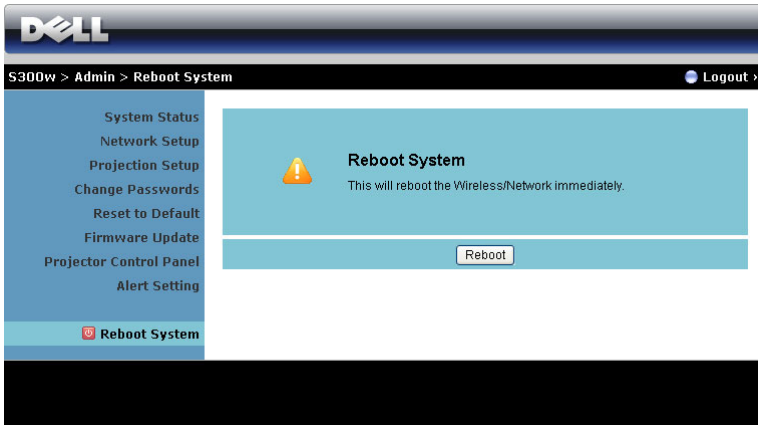 DELL
S300w > Admin > Reboot System
Logout ›
System Status
Network Setup
Projection Setup
Change Passwords
Reset to Default
Firmware Update
Projector Control Panel
Alert Setting
Reboot System
Reboot System
This will reboot the Wireless/Network immediately.
Reboot